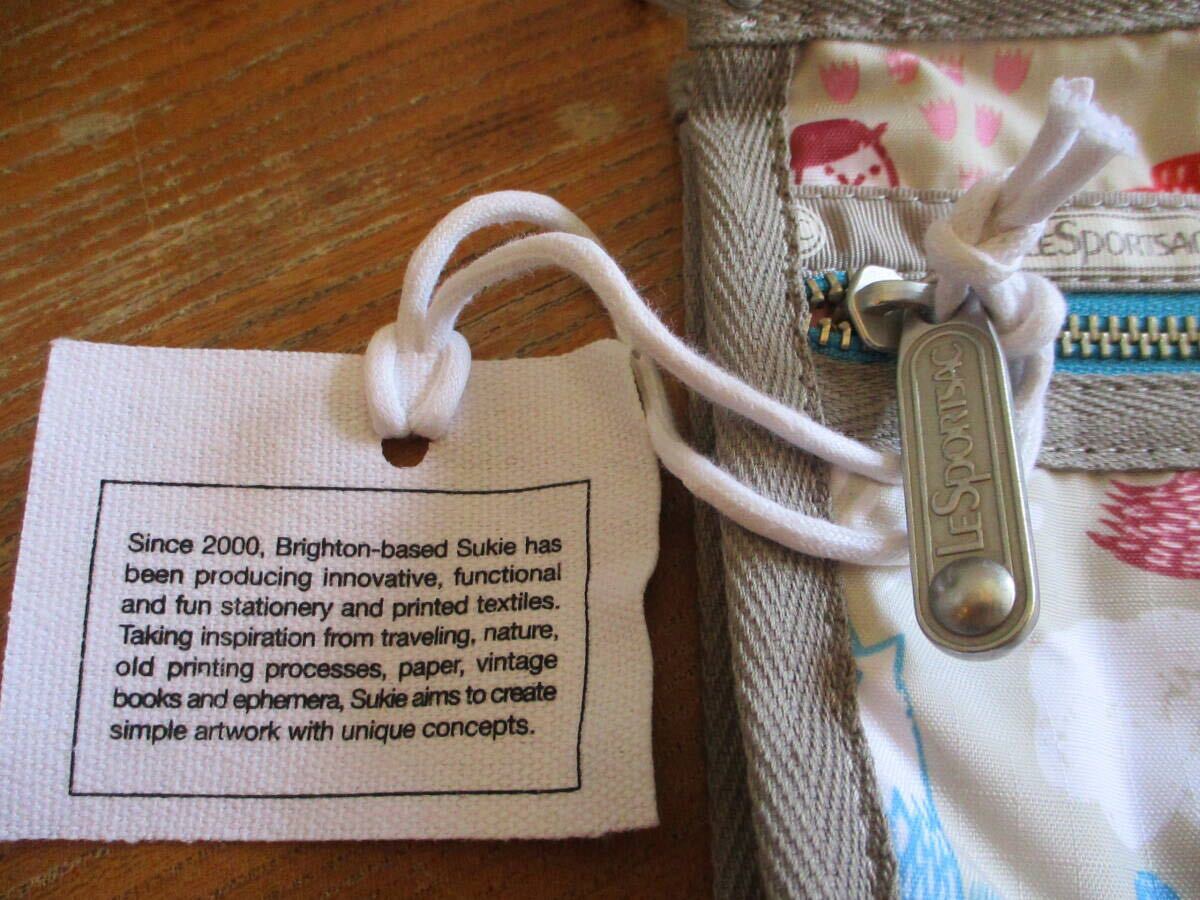 Since 2000, Brighton-based Sukie has
been producing innovative, functional
and fun stationery and printed textiles.
Taking inspiration from traveling, nature,
old printing processes, paper, vintage
books and ephemera, Sukie aims to create
simple artwork with unique concepts.
LESPORTSAC
LESPORTSAC